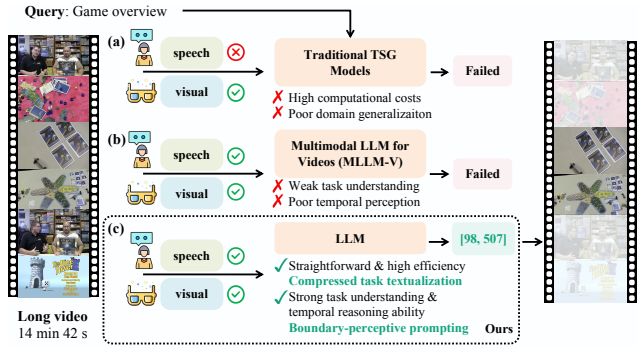 Query: Game overview
(a)
speech
visual
Traditional TSG
Models
Failed
✗ High computational costs
✗ Poor domain generalizaiton
(b)
speech
visual
Multimodal LLM for
Videos (MLLM-V)
Failed
✗ Weak task understanding
✗ Poor temporal perception
(c)
speech
visual
LLM
[98, 507]
✓ Straightforward & high efficiency
Compressed task textualization
✓ Strong task understanding &
temporal reasoning ability
Boundary-perceptive prompting
Ours
Long video
14 min 42 s